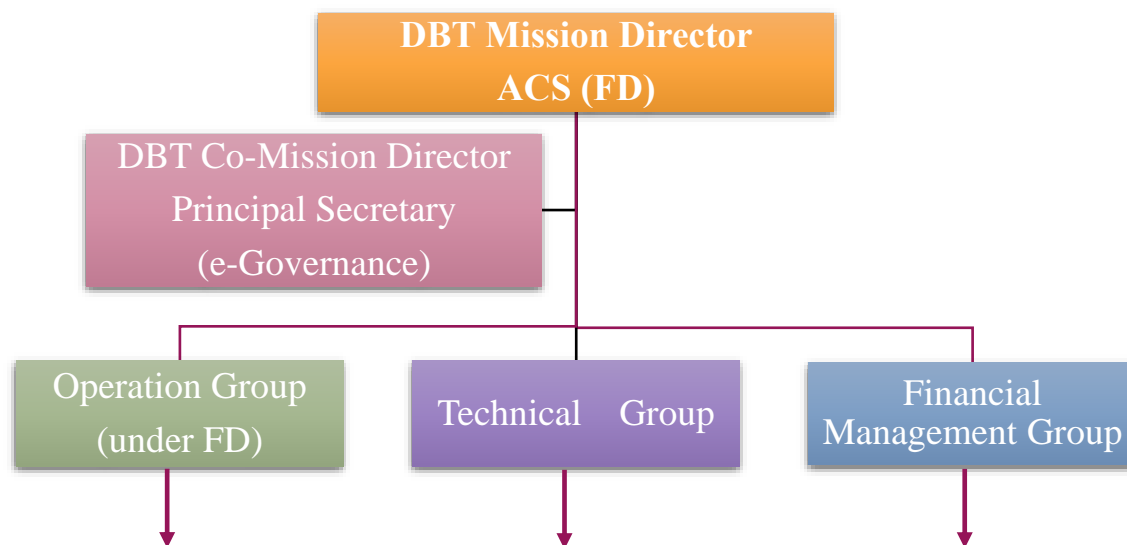 DBT Mission Director
ACS (FD)
DBT Co-Mission Director
Principal Secretary
(e-Governance)
Operation Group
(under FD)
Technical Group
Financial
Management Group